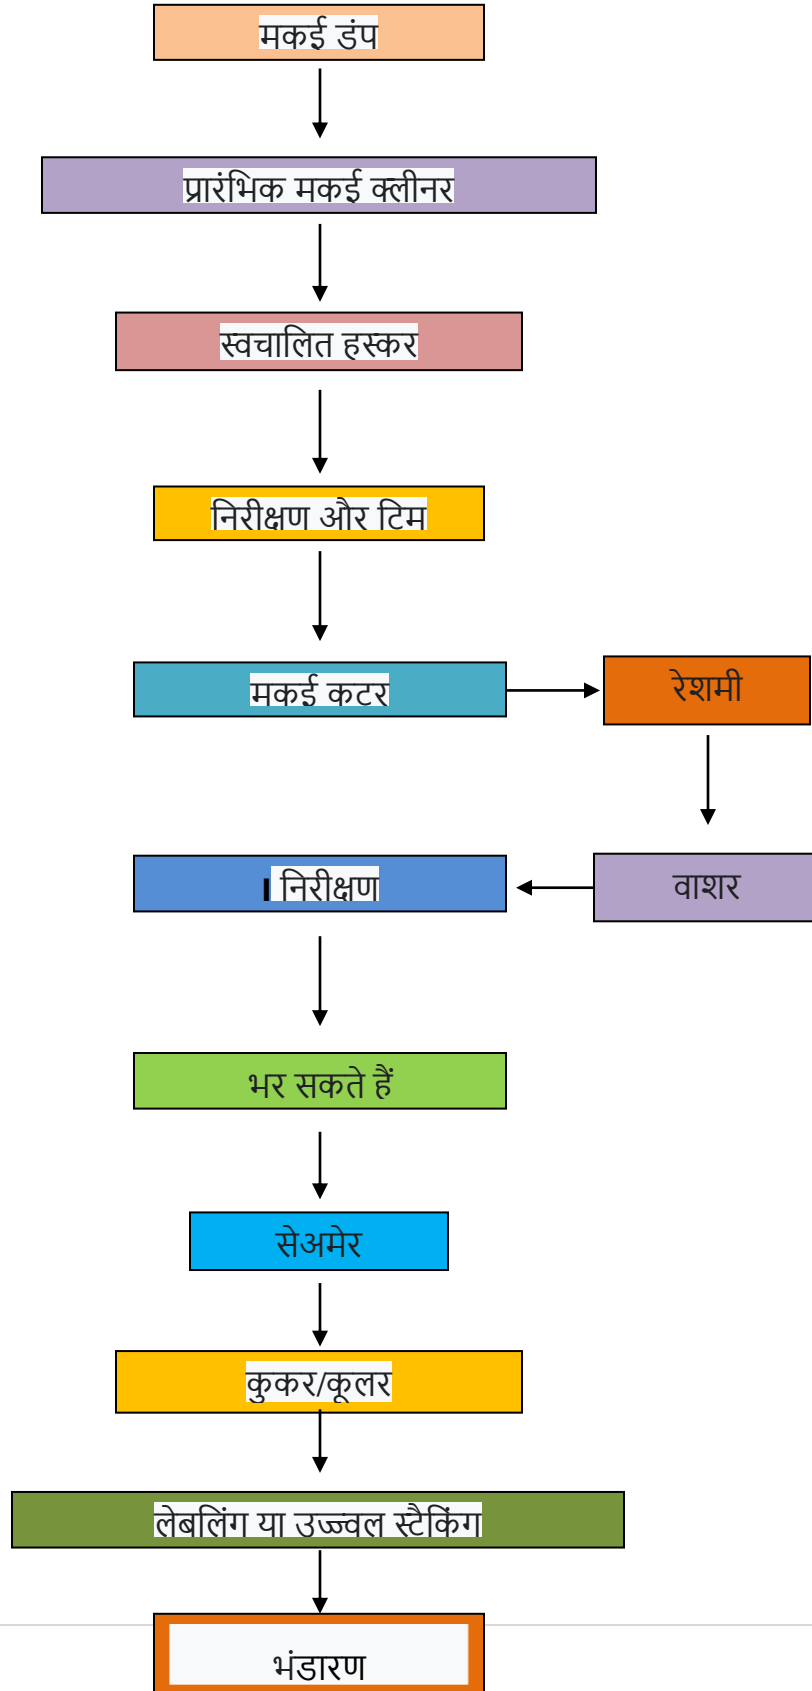 मकई डंप
प्रारंभिक मकई क्लीनर
स्वचालित हस्कर
निरीक्षण और टिम
मकई कटर
रेशमी
वाशर
। निरीक्षण
भर सकते हैं
सेअमेर
कुकर/कूलर
लेबलिंग या उज्ज्वल स्टैकिंग
भंडारण